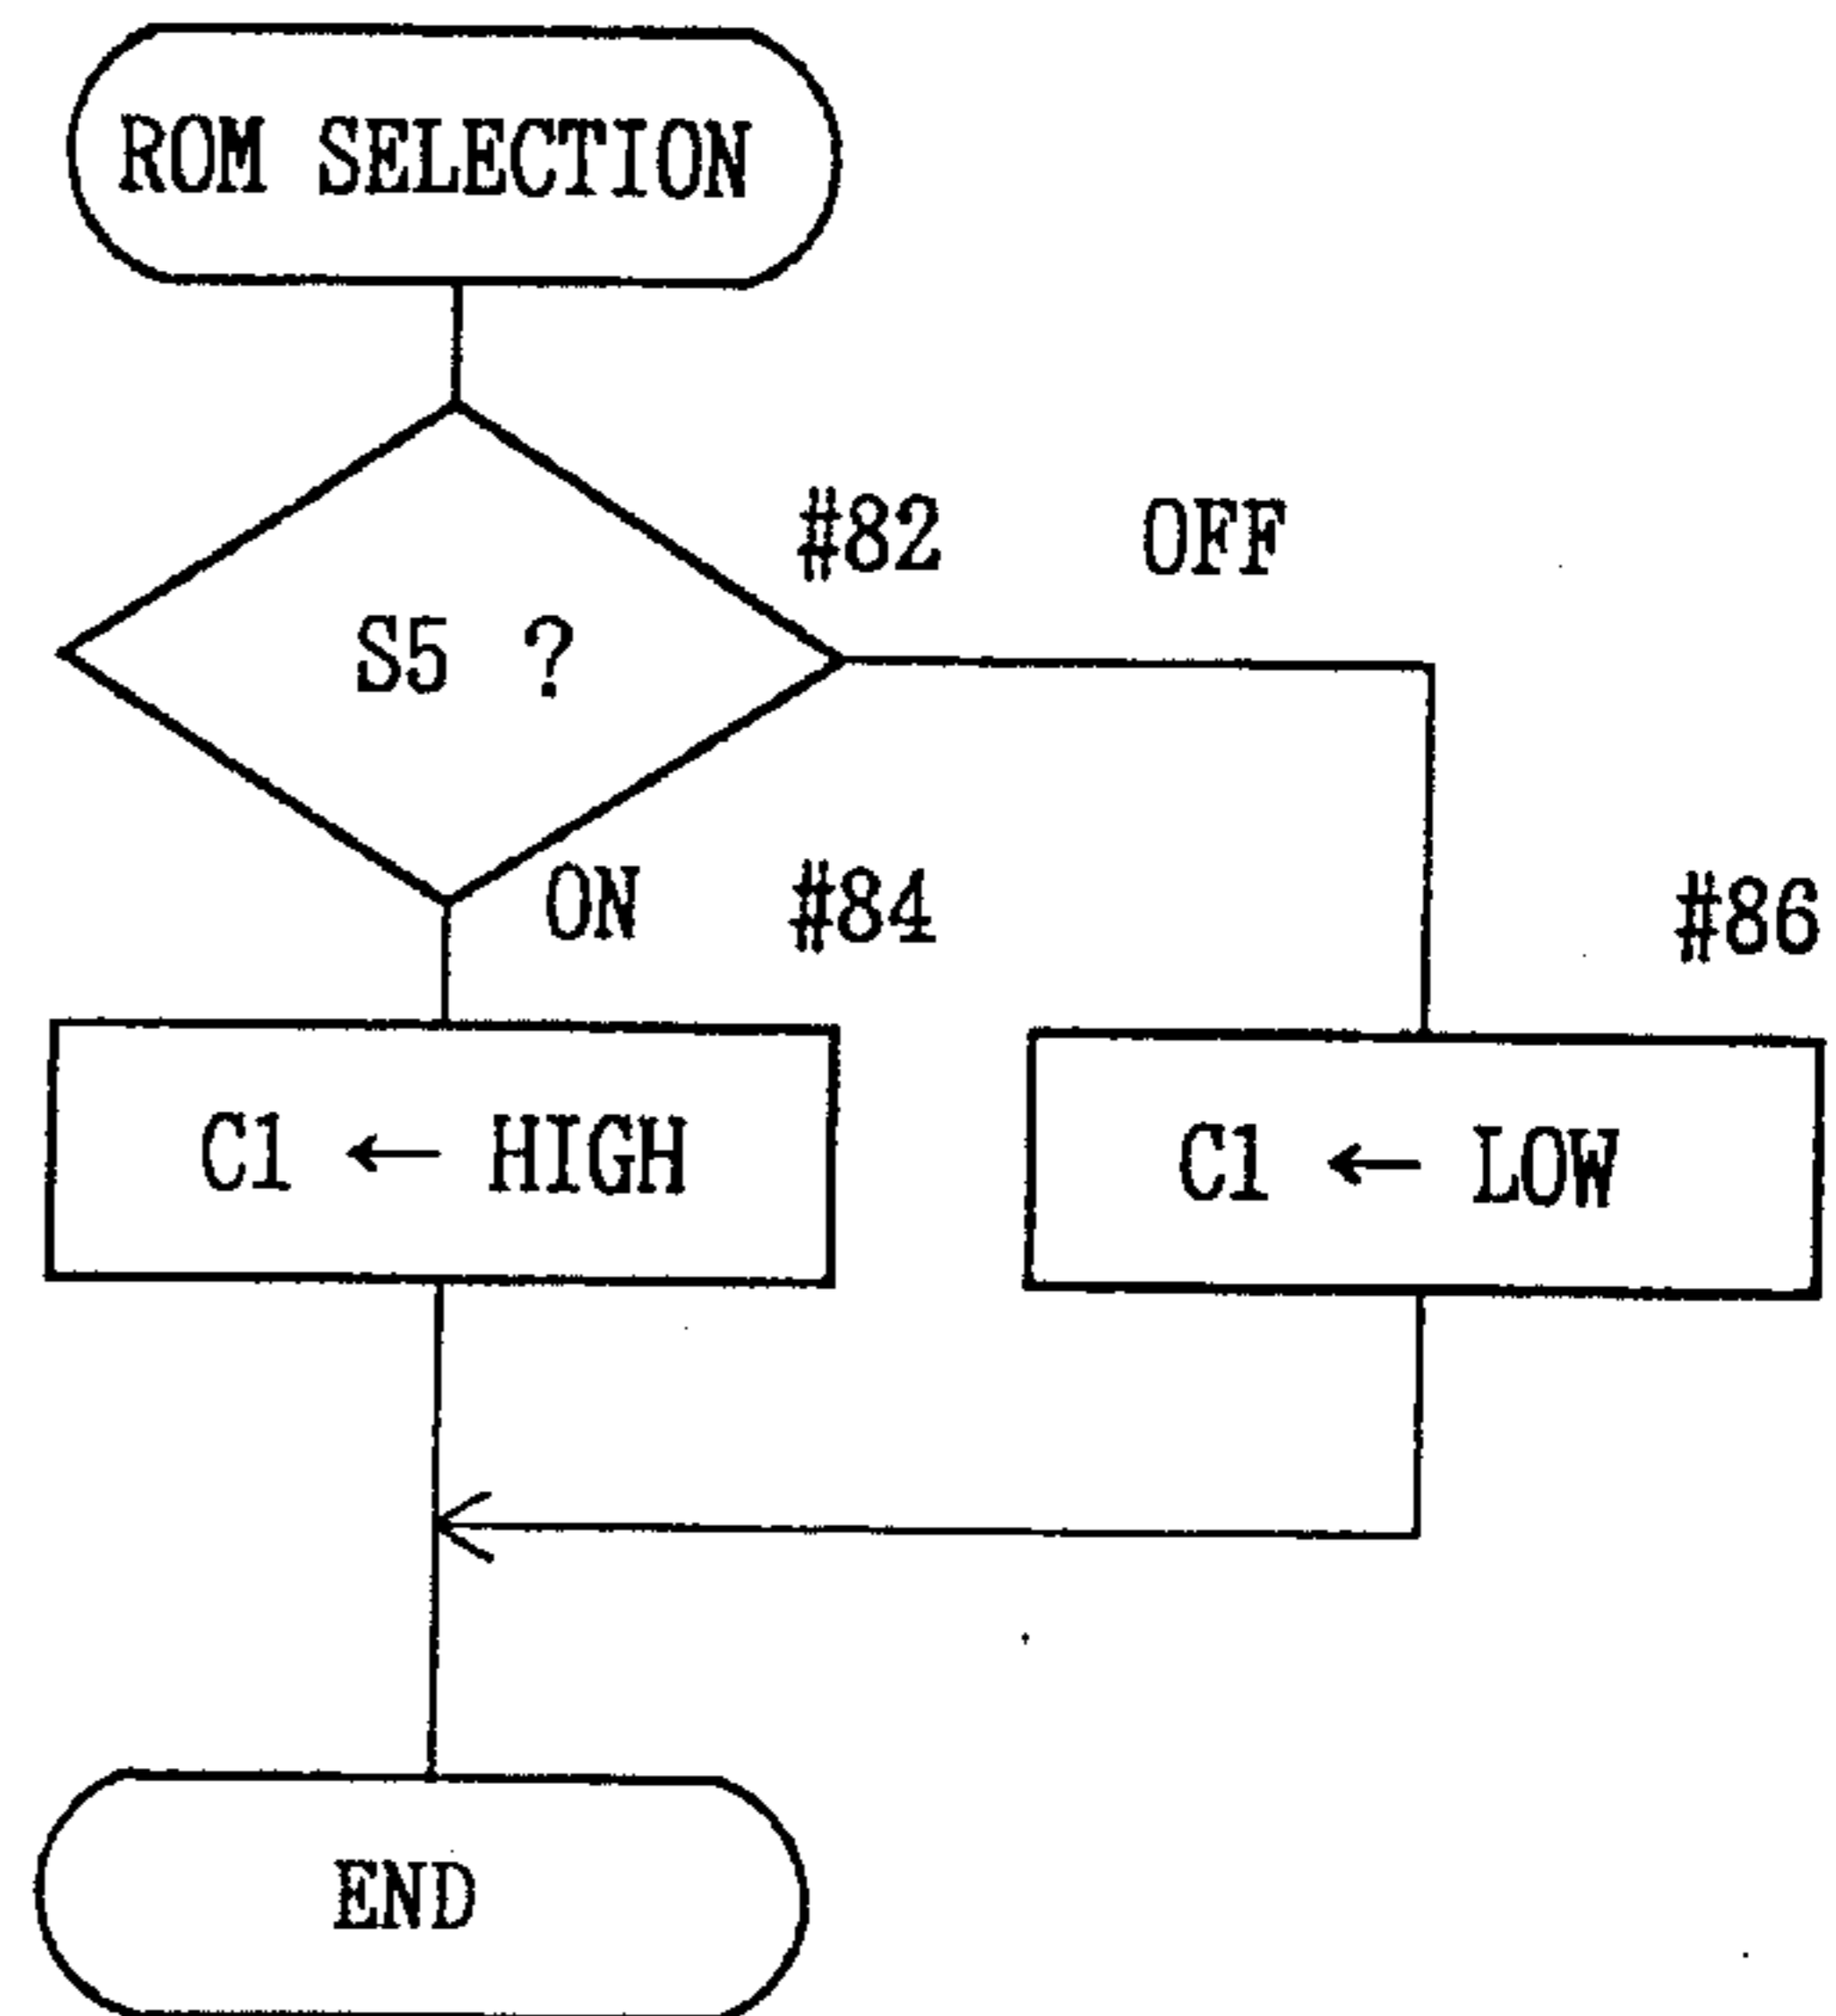 ROM SELECTION
#82 OFF
S5 ?
ON #84 #86
C1 ← HIGH
C1 ← LOW
END